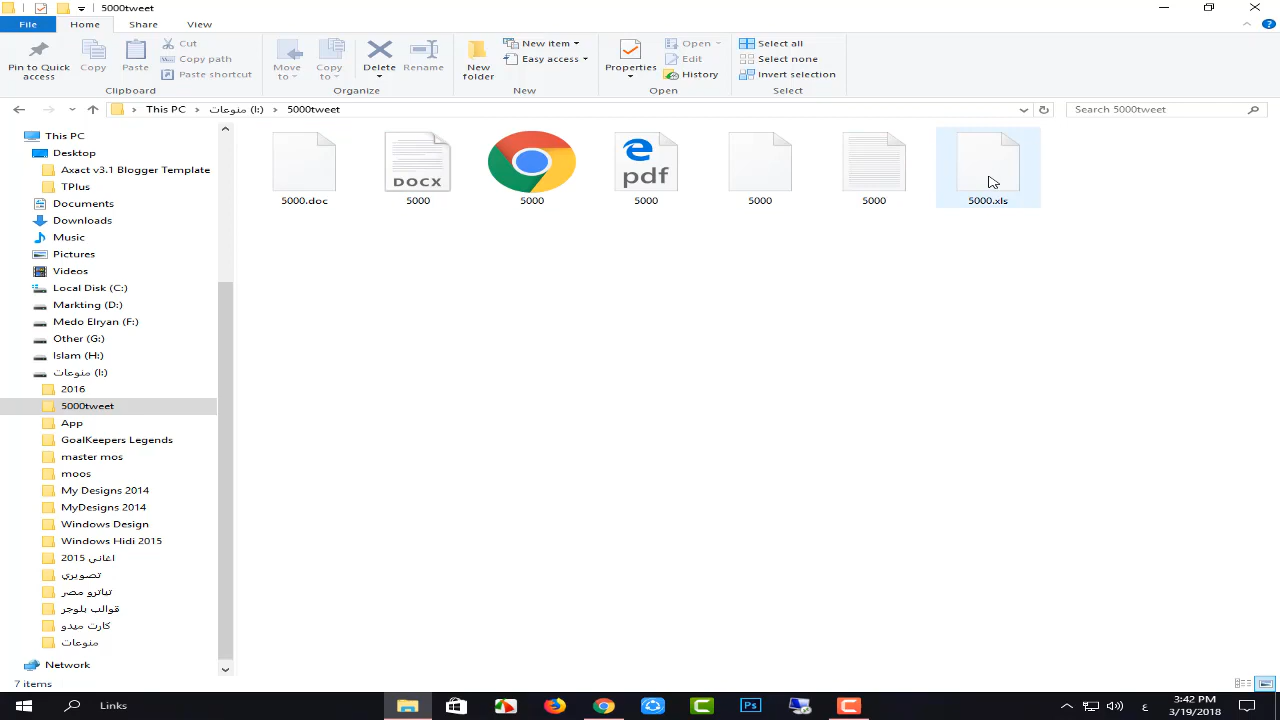 5000tweet
File
Home
Share
View
Pin to Quick access
Copy
Paste
Cut
Copy path
Paste shortcut
Clipboard
Move to
Copy to
Delete
Rename
Organize
New folder
New item
Easy access
New
Properties
Open
Edit
History
Open
Select all
Select none
Invert selection
Select
This PC
منوعات (I:)
5000tweet
Search 5000tweet
This PC
Desktop
Axact v3.1 Blogger Template
TPlus
Documents
Downloads
Music
Pictures
Videos
Local Disk (C:)
Markting (D:)
Medo Elryan (F:)
Other (G:)
Islam (H:)
منوعات (I:)
2016
5000tweet
App
GoalKeepers Legends
master mos
moos
My Designs 2014
MyDesigns 2014
Windows Design
Windows Hidi 2015
اغانى 2015
تصويري
تياترو مصر
قوالب بلوجر
كارت ميدو
منوعات
Network
DOCX
e
pdf
5000.doc
5000
5000
5000
5000
5000
5000.xls
7 items
Links
Ps
ع
3:42 PM
3/19/2018